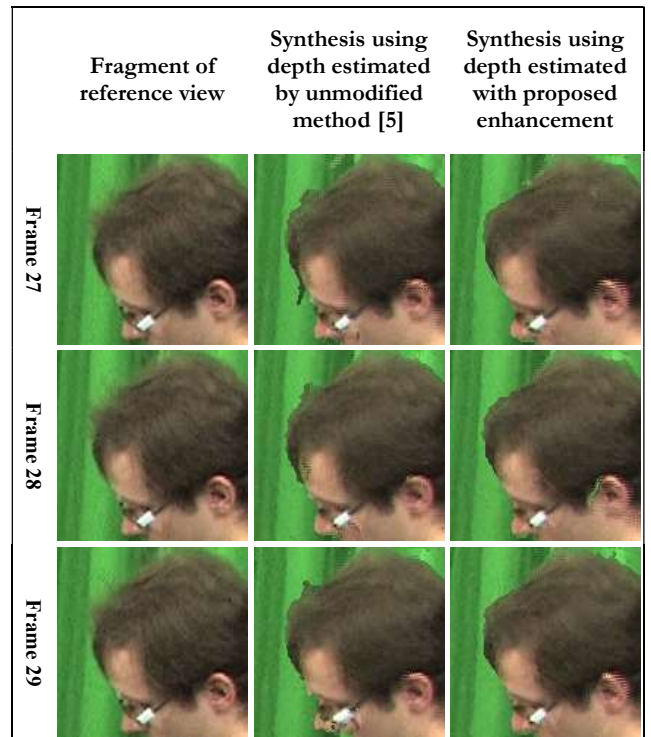 Fragment of
reference view
Synthesis using
depth estimated
by unmodified
method [5]
Synthesis using
depth estimated
with proposed
enhancement
Frame 27
Frame 28
Frame 29